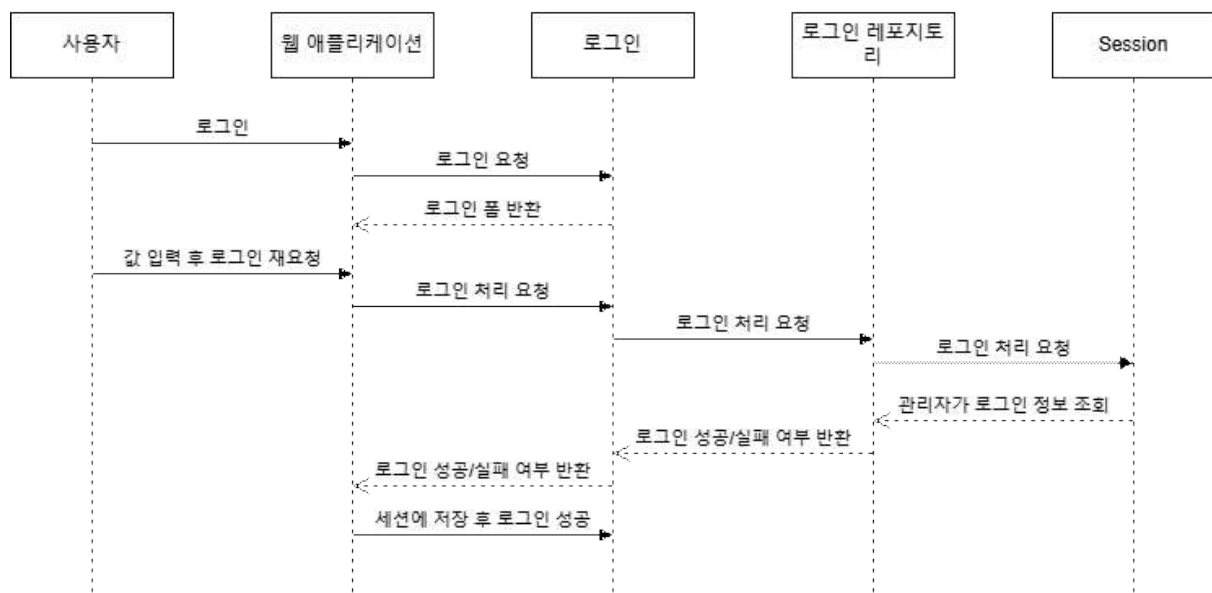 사용자
웹 애플리케이션
로그인
로그인 레포지토
리
Session
로그인
로그인 요청
로그인 폼 반환
값 입력 후 로그인 재요청
로그인 처리 요청
로그인 처리 요청
로그인 처리 요청
관리자가 로그인 정보 조회
로그인 성공/실패 여부 반환
로그인 성공/실패 여부 반환
세션에 저장 후 로그인 성공